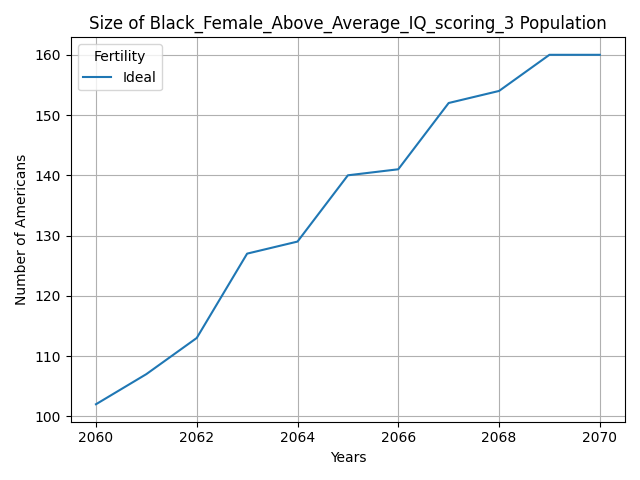 Size of Black_Female_Above_Average_IQ_scoring_3 Population
Fertility
Ideal
Number of Americans
160
150
140
130
120
110
100
2060 2062 2064 2066 2068 2070
Years